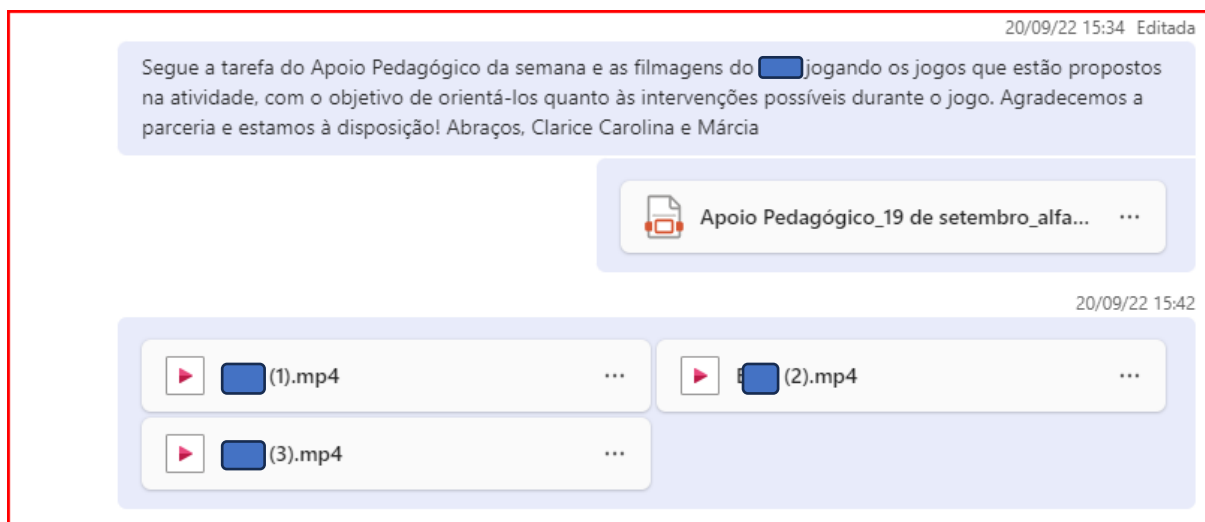 20/09/22 15:34 Editada
Segue a tarefa do Apoio Pedagógico da semana e as filmagens do jogando os jogos que estão propostos
na atividade, com o objetivo de orientá-los quanto às intervenções possíveis durante o jogo. Agradecemos a
parceria e estamos à disposição! Abraços, Clarice Carolina e Márcia
Apoio Pedagógico_19 de setembro_alfa...
20/09/22 15:42
(1).mp4
(2).mp4
(3).mp4